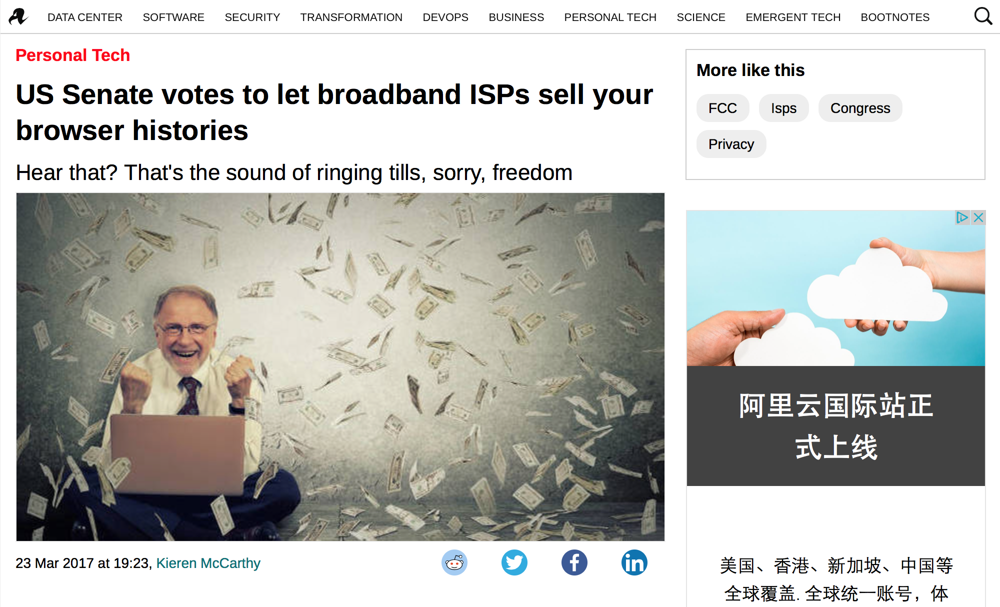 DATA CENTER SOFTWARE SECURITY TRANSFORMATION DEVOPS BUSINESS PERSONAL TECH SCIENCE EMERGENT TECH BOOTNOTES
Personal Tech
US Senate votes to let broadband ISPs sell your
browser histories
Hear that? That's the sound of ringing tills, sorry, freedom
23 Mar 2017 at 19:23, Kieren McCarthy
More like this
FCC Isps Congress
Privacy
阿里云国际站正
式上线
美国、香港、新加坡、中国等
全球覆盖. 全球统一账号，体